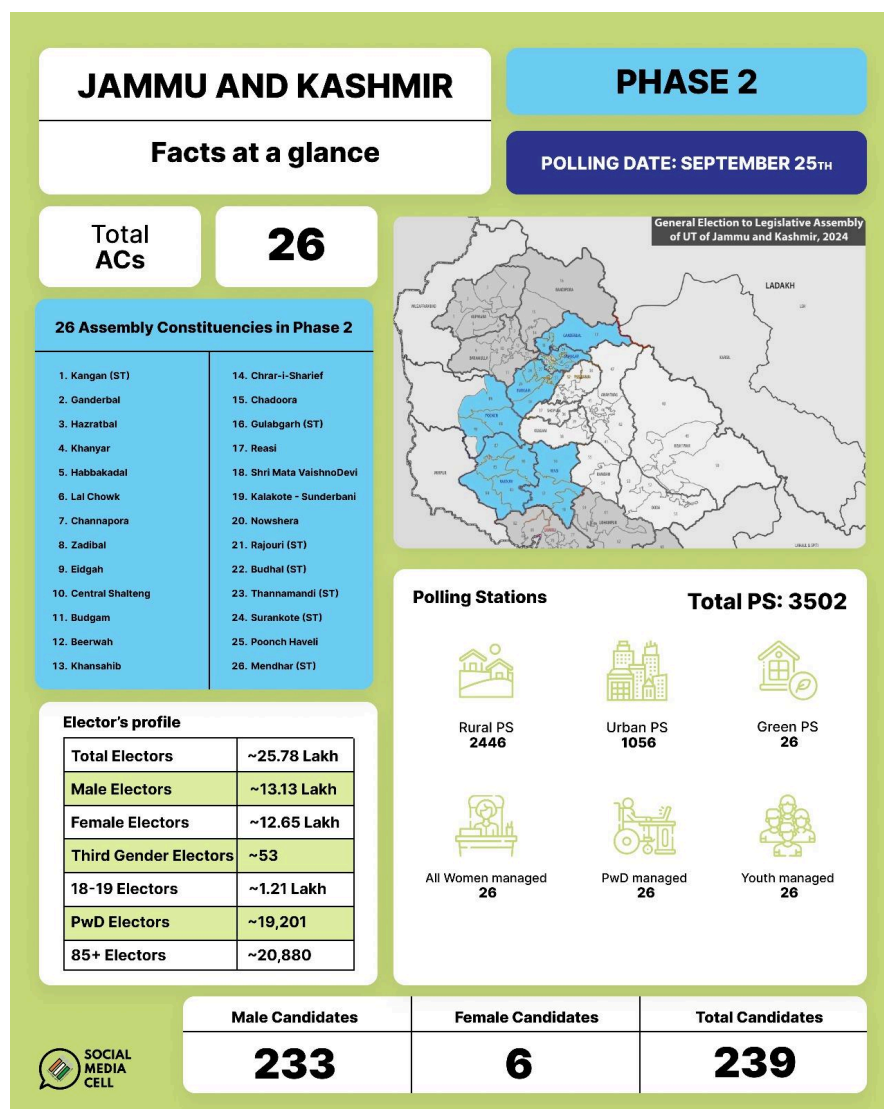 JAMMU AND KASHMIR
Facts at a glance
PHASE 2
POLLING DATE: SEPTEMBER 25TH
Total
ACs
26
General Election to Legislative Assembly
of UT of Jammu and Kashmir, 2024
LADAKH
26 Assembly Constituencies in Phase 2
1. Kangan (ST)
2. Ganderbal
3. Hazratbal
4. Khanyar
5. Habbakadal
6. Lal Chowk
7. Channapora
8. Zadibal
9. Eidgah
10. Central Shalteng
11. Budgam
12. Beerwah
13. Khansahib
14. Chrar-i-Sharief
15. Chadoora
16. Gulabgarh (ST)
17. Reasi
18. Shri Mata VaishnoDevi
19. Kalakote - Sunderbani
20. Nowshera
21. Rajouri (ST)
22. Budhal (ST)
23. Thannamandi (ST)
24. Surankote (ST)
25. Poonch Haveli
26. Mendhar (ST)
Polling Stations
Total PS: 3502
Rural PS
2446
Urban PS
1056
Green PS
26
All Women managed
26
PwD managed
26
Youth managed
26
Elector's profile
Total Electors ~25.78 Lakh
Male Electors ~13.13 Lakh
Female Electors ~12.65 Lakh
Third Gender Electors ~53
18-19 Electors ~1.21 Lakh
PwD Electors ~19,201
85+ Electors ~20,880
Male Candidates Female Candidates Total Candidates
233 6 239
SOCIAL
MEDIA
CELL